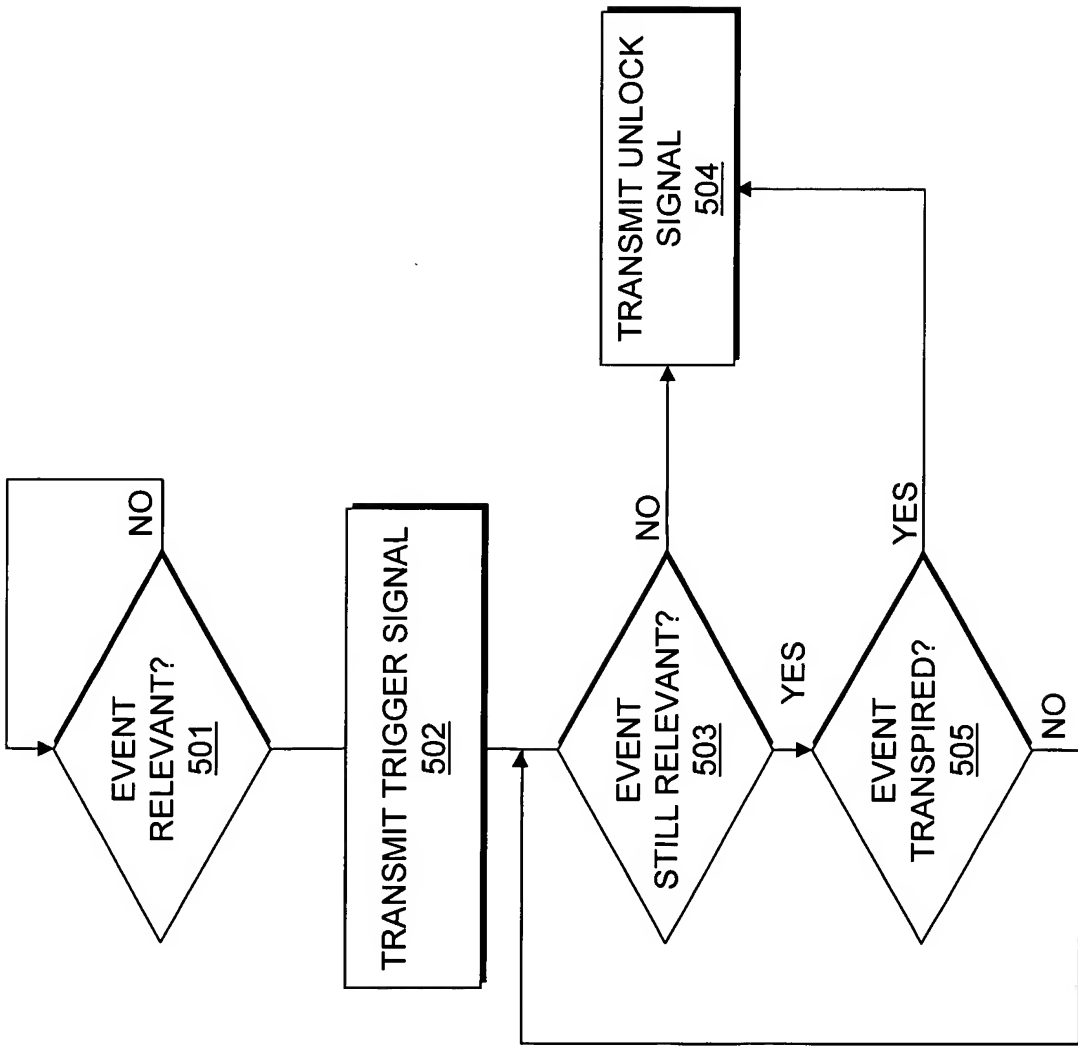 EVENT
RELEVANT?
501
NO
TRANSMIT TRIGGER SIGNAL
502
EVENT
STILL RELEVANT?
503
NO
YES
TRANSMIT UNLOCK
SIGNAL
504
EVENT
TRANSPIRED?
505
YES
NO